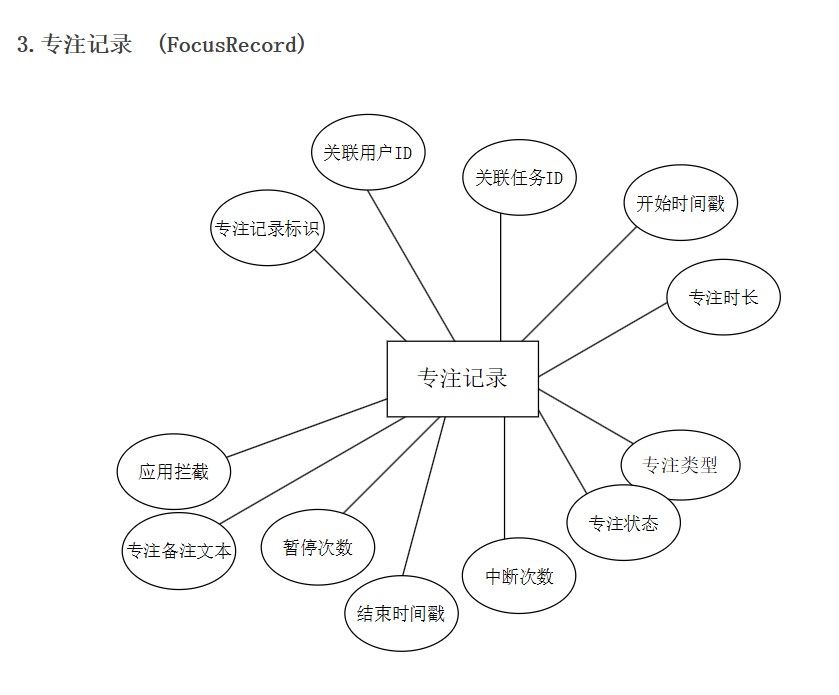 3.专注记录 (FocusRecord)
关联用户ID
关联任务ID
专注记录标识
开始时间戳
专注时长
专注记录
应用拦截
专注类型
专注状态
专注备注文本
暂停次数
中断次数
结束时间戳